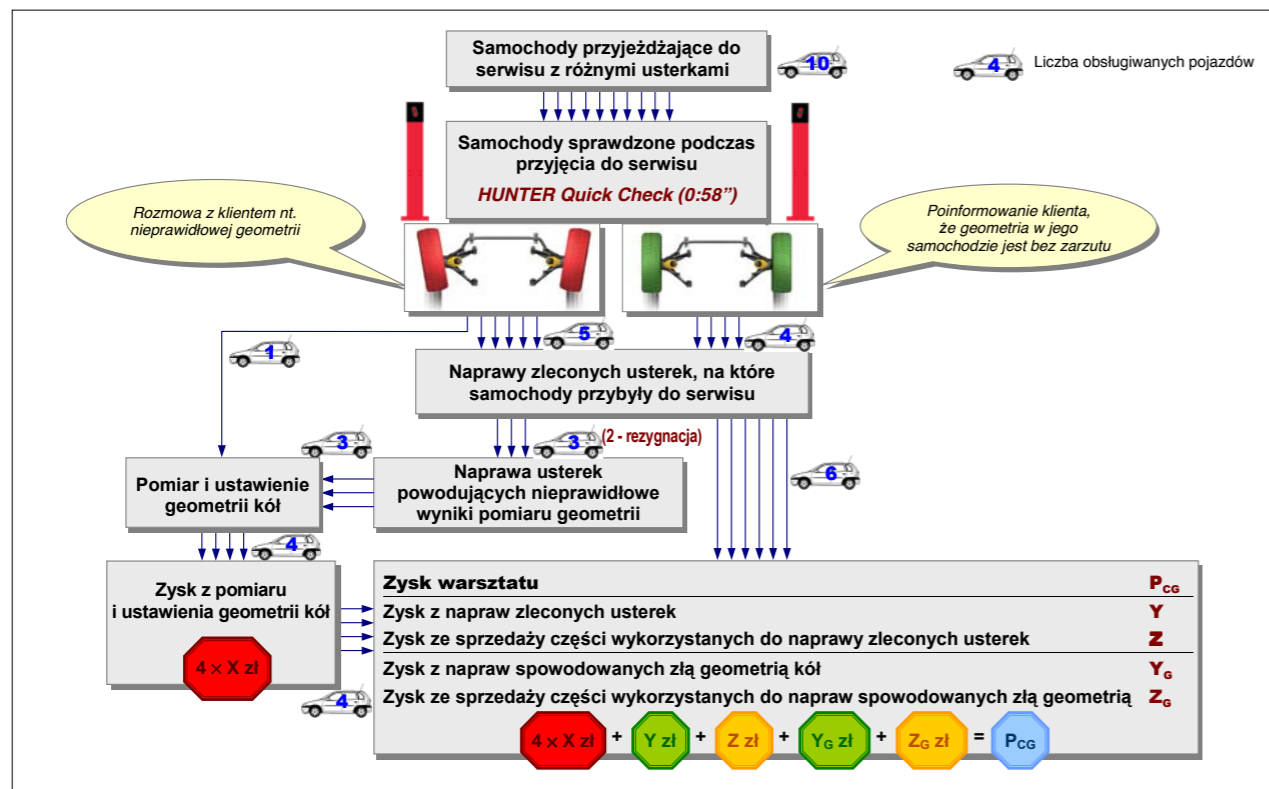 Samochody przyjeżdżające do
serwisu z różnymi usterkami
10
4
Liczba obsługiwanych pojazdów
Samochody sprawdzone podczas
przyjęcia do serwisu
HUNTER Quick Check (0:58”)
Rozmowa z klientem nt.
nieprawidłowej geometrii
Poinformowanie klienta,
że geometria w jego
samochodzie jest bez zarzutu
1
5
4
Naprawy zleconych usterek, na które
samochody przybyły do serwisu
3
3
(2 - rezygnacja)
6
Pomiar i ustawienie
geometrii kół
Naprawa usterek
powodujących nieprawidłowe
wyniki pomiaru geometrii
4
Zysk z pomiaru
i ustawienia geometrii kół
4 × X zł
4
Zysk warsztatu PCG
Zysk z napraw zleconych usterek Y
Zysk ze sprzedaży części wykorzystanych do naprawy zleconych usterek Z
Zysk z napraw spowodowanych złą geometrią kół YG
Zysk ze sprzedaży części wykorzystanych do napraw spowodowanych złą geometrią ZG
4 × X zł + Y zł + Z zł + YG zł + ZG zł = PCG